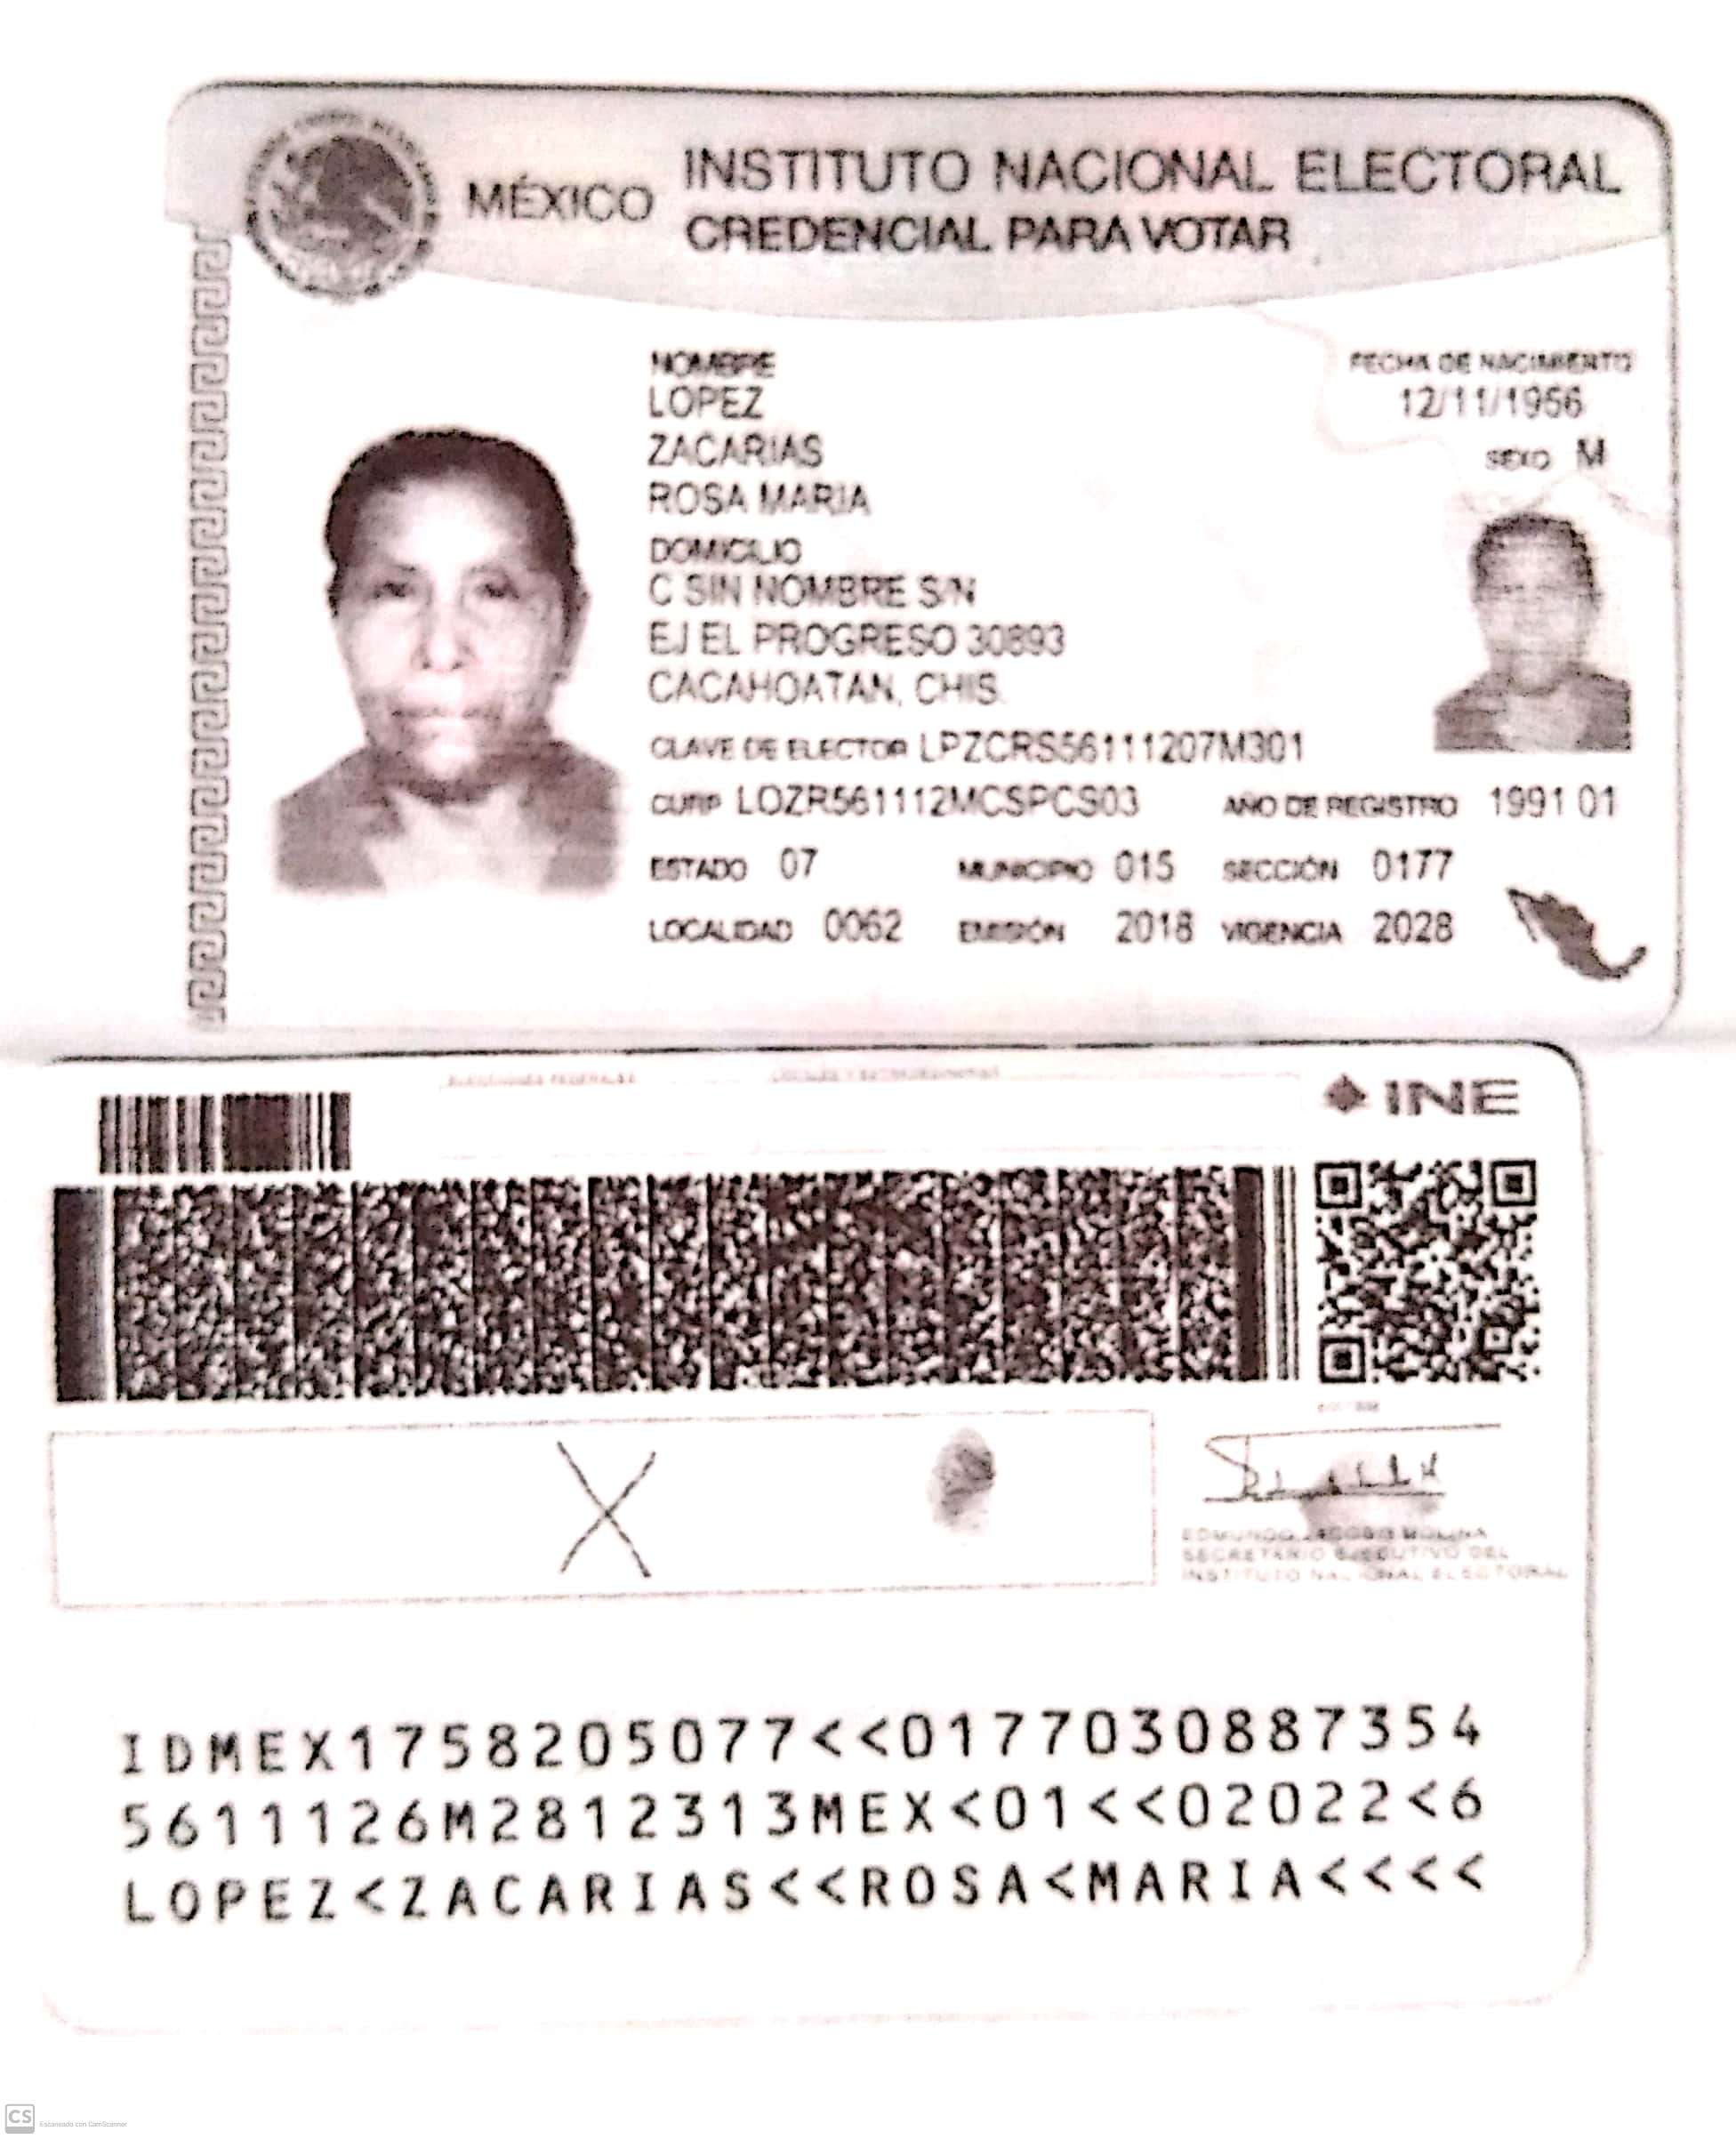 MÉXICO
INSTITUTO NACIONAL ELECTORAL
CREDENCIAL PARA VOTAR
NOMBRE
LOPEZ
ZACARIAS
ROSA MARIA
FECHA DE NACIMIENTO
12/11/1956
SEXO M
DOMICILIO
C SIN NOMBRE S/N
EJ EL PROGRESO 30893
CACAHOATAN, CHIS.
CLAVE DE ELECTOR LPZCRS56111207M301
CURP LOZR561112MCSPCS03 AÑO DE REGISTRO 1991 01
ESTADO 07 MUNICIPIO 015 SECCIÓN 0177
LOCALIDAD 0062 EMISIÓN 2018 VIGENCIA 2028
ELECCIONES FEDERALES
INE
EDMUNDO JACOBO MOLINA
SECRETARIO EJECUTIVO DEL
INSTITUTO NACIONAL ELECTORAL
IDMEX1758205077<<0177030887354
5611126M2812313MEX<01<<02022<6
LOPEZ<ZACARIAS<<ROSA<MARIA<<<<
CS Escaneado con CamScanner